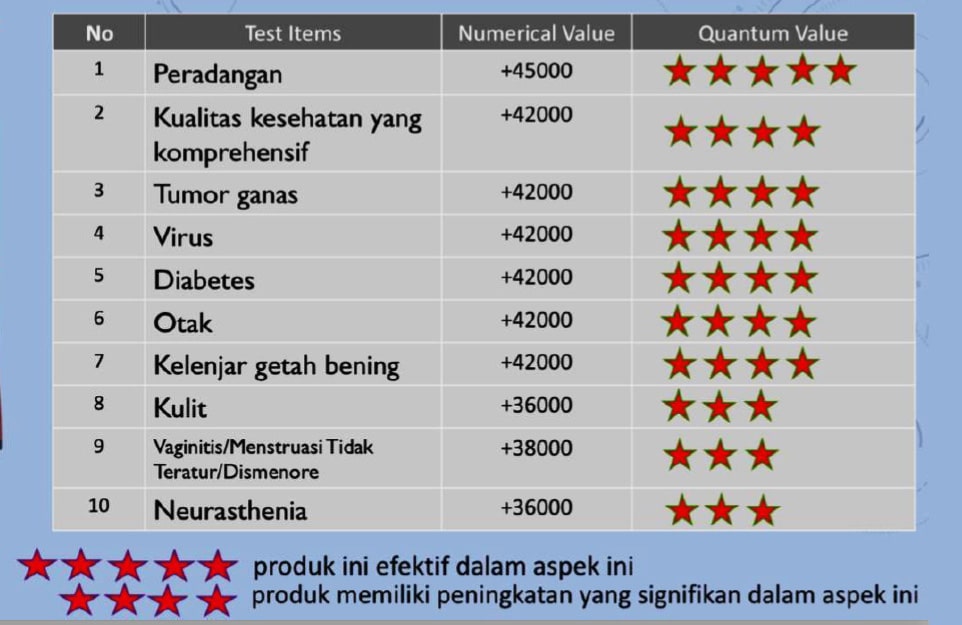 No Test Items Numerical Value Quantum Value
1 Peradangan +45000
2 Kualitas kesehatan yang +42000
komprehensif
3 Tumor ganas +42000
4 Virus +42000
5 Diabetes +42000
6 Otak +42000
7 Kelenjar getah bening +42000
8 Kulit +36000
9 Vaginitis/Menstruasi Tidak +38000
Teratur/Dismenore
10 Neurasthenia +36000
produk ini efektif dalam aspek ini
produk memiliki peningkatan yang signifikan dalam aspek ini